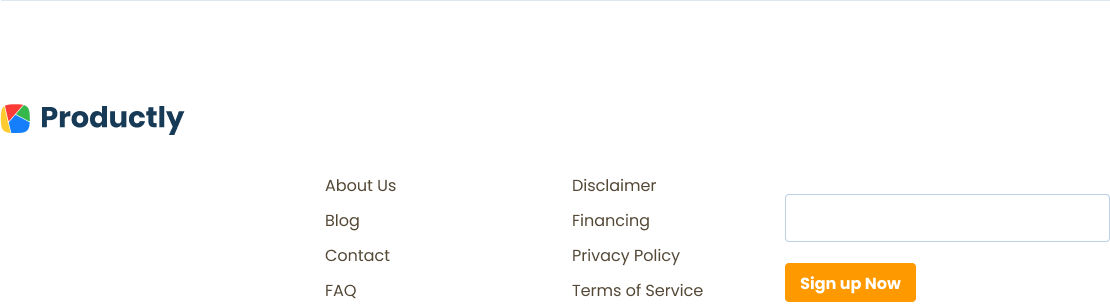 Productly
About Us
Blog
Contact
FAQ
Disclaimer
Financing
Privacy Policy
Terms of Service
Sign up Now